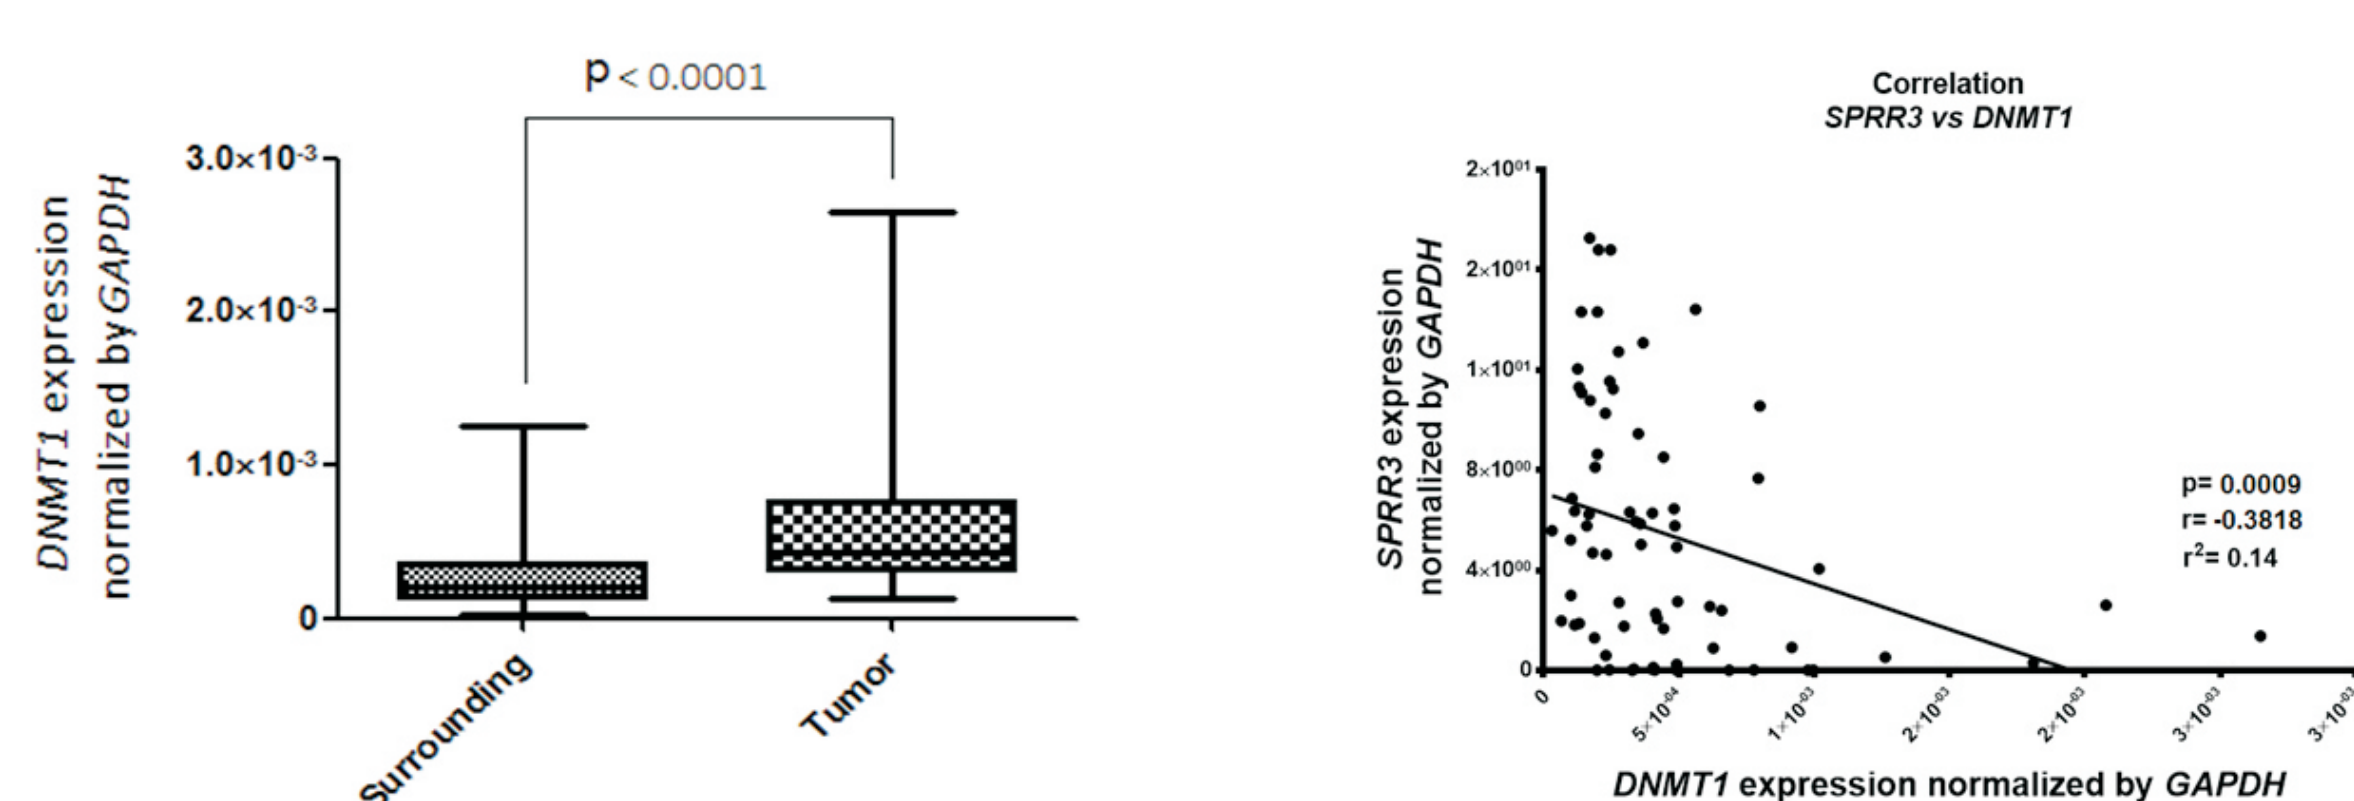 p < 0.0001
DNMT1 expression
normalized by GAPDH
3.0×10-3
2.0×10-3
1.0×10-3
0
Surrounding
Tumor
Correlation
SPRR3 vs DNMT1
SPRR3 expression
normalized by GAPDH
2×1001
2×1001
1×1001
8×1000
4×1000
0
p= 0.0009
r= -0.3818
r2= 0.14
0
5×10-04
1×10-03
2×10-03
2×10-03
3×10-03
3×10-03
DNMT1 expression normalized by GAPDH